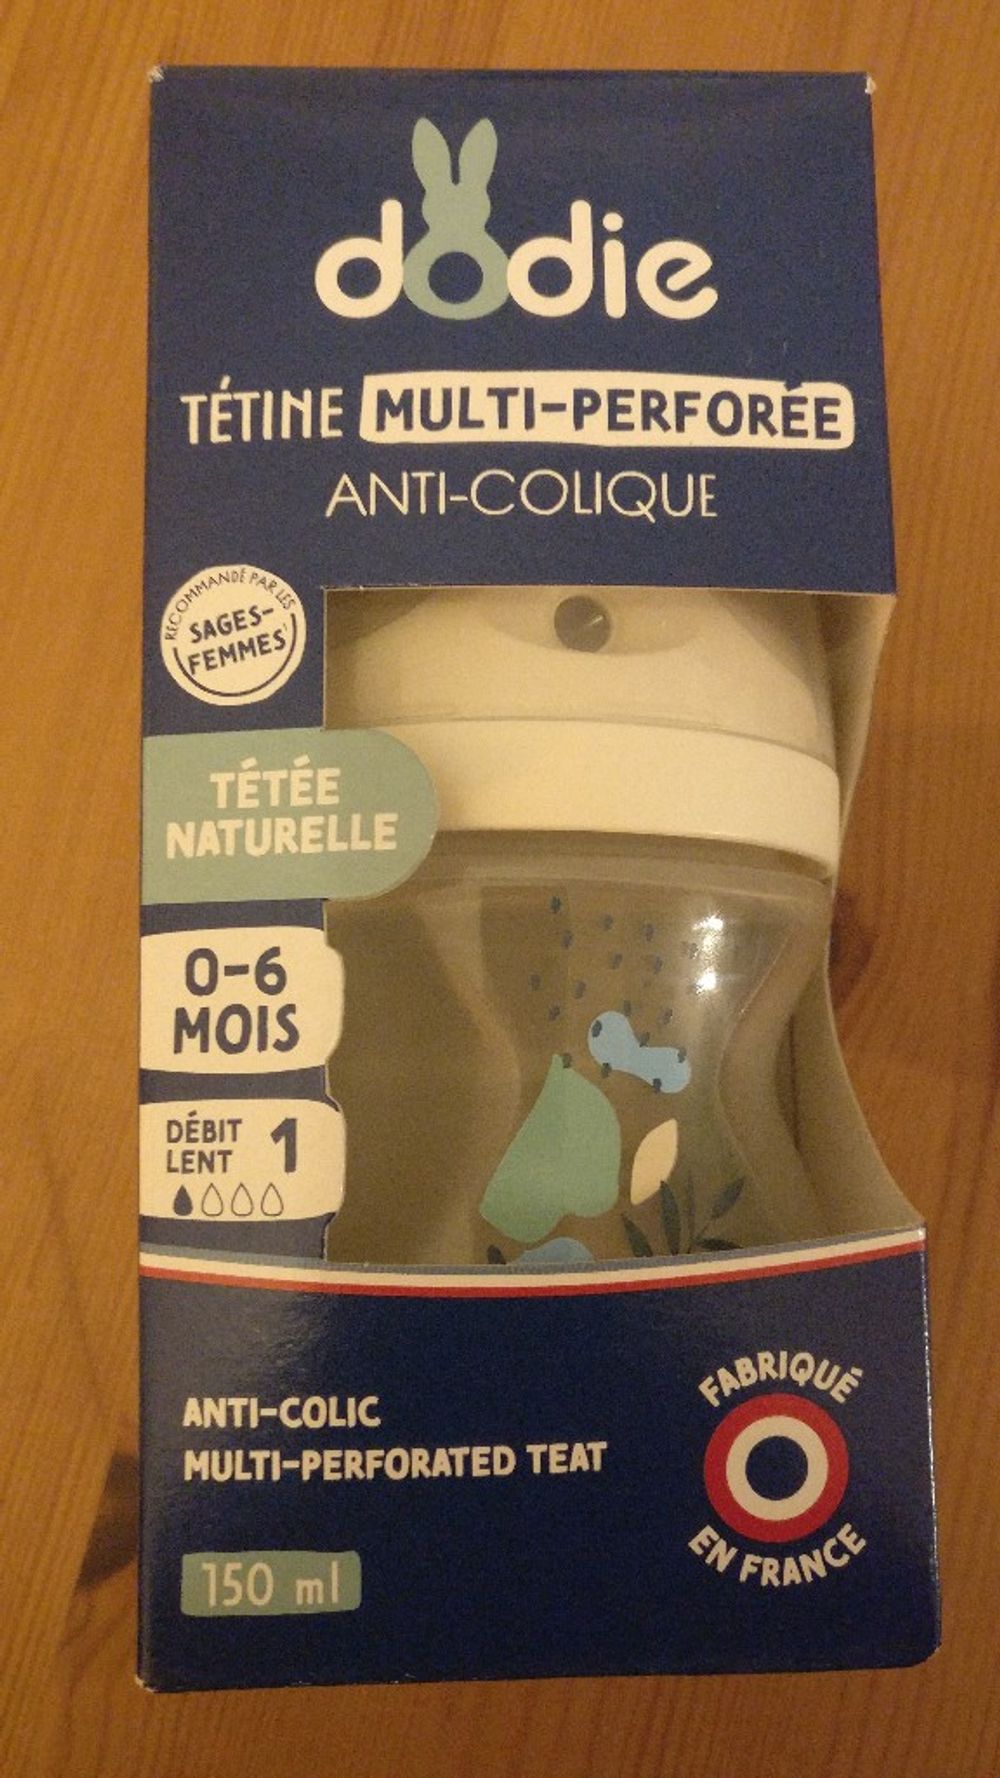 dodie
TÉTINE MULTI-PERFORÉE
ANTI-COLIQUE
RECOMMANDÉ PAR LES
SAGES-
FEMMES
TÉTÉE
NATURELLE
0-6
MOIS
DÉBIT
LENT 1
FABRIQUÉ
EN FRANCE
ANTI-COLIC
MULTI-PERFORATED TEAT
150 ml